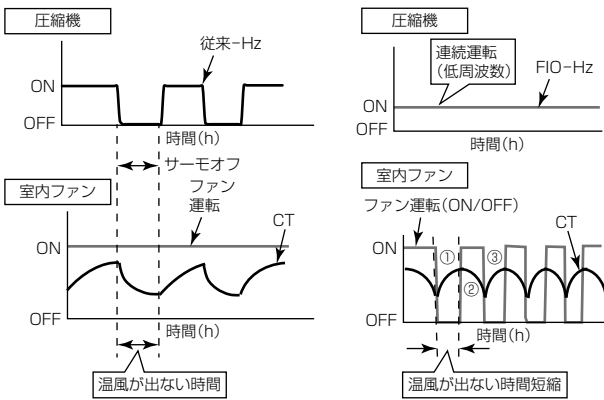 圧縮機
従来-Hz
ON
OFF
時間(h)
サーモオフ
室内ファン
ファン
運転
CT
ON
OFF
時間(h)
温風が出ない時間
圧縮機
連続運転
(低周波数)
FIO-Hz
ON
OFF
時間(h)
室内ファン
ファン運転(ON/OFF)
CT
ON
① ③
②
OFF
時間(h)
温風が出ない時間短縮